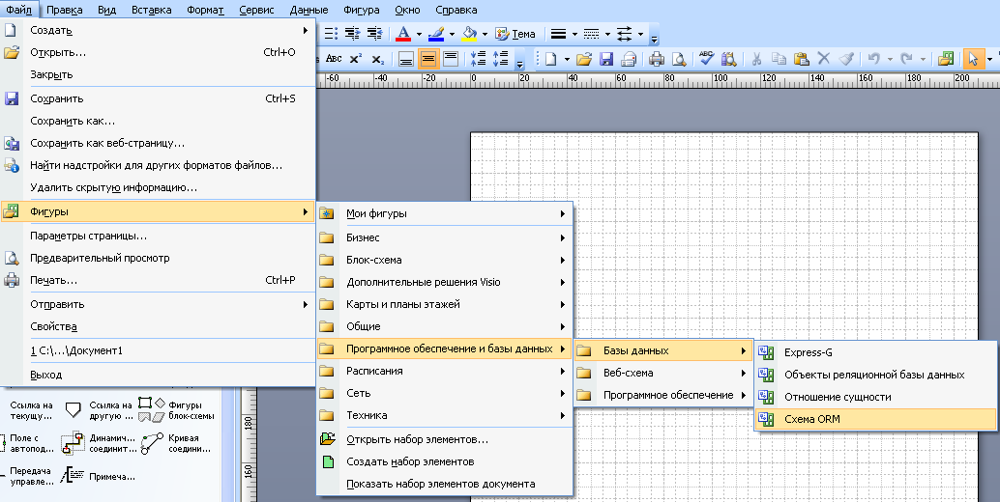 Файл Правка Вид Вставка Формат Сервис Данные Фигура Окно Справка
Создать
Открыть... Ctrl+O
Закрыть
Сохранить Ctrl+S
Сохранить как...
Сохранить как веб-страницу...
Найти надстройки для других форматов файлов...
Удалить скрытую информацию...
Фигуры
Параметры страницы...
Предварительный просмотр
Печать... Ctrl+P
Отправить
Свойства
1 C:\...\Документ1
Выход
Мои фигуры
Бизнес
Блок-схема
Дополнительные решения Visio
Карты и планы этажей
Общие
Программное обеспечение и базы данных
Расписания
Сеть
Техника
Открыть набор элементов...
Создать набор элементов
Показать набор элементов документа
Базы данных
Веб-схема
Программное обеспечение
Express-G
Объекты реляционной базы данных
Отношение сущности
Схема ORM
A Тема
Abc x² x₂
-60 -40 -20 0 20 40 60 80 100 120 140 160 180 200
180
160
Ссылка на
текущу...
Ссылка на
другую ...
Фигуры
блок-схемы
Поле с
автопод...
Динамич...
соединит...
Кривая
соедини...
Передача
управле...
Примеча...